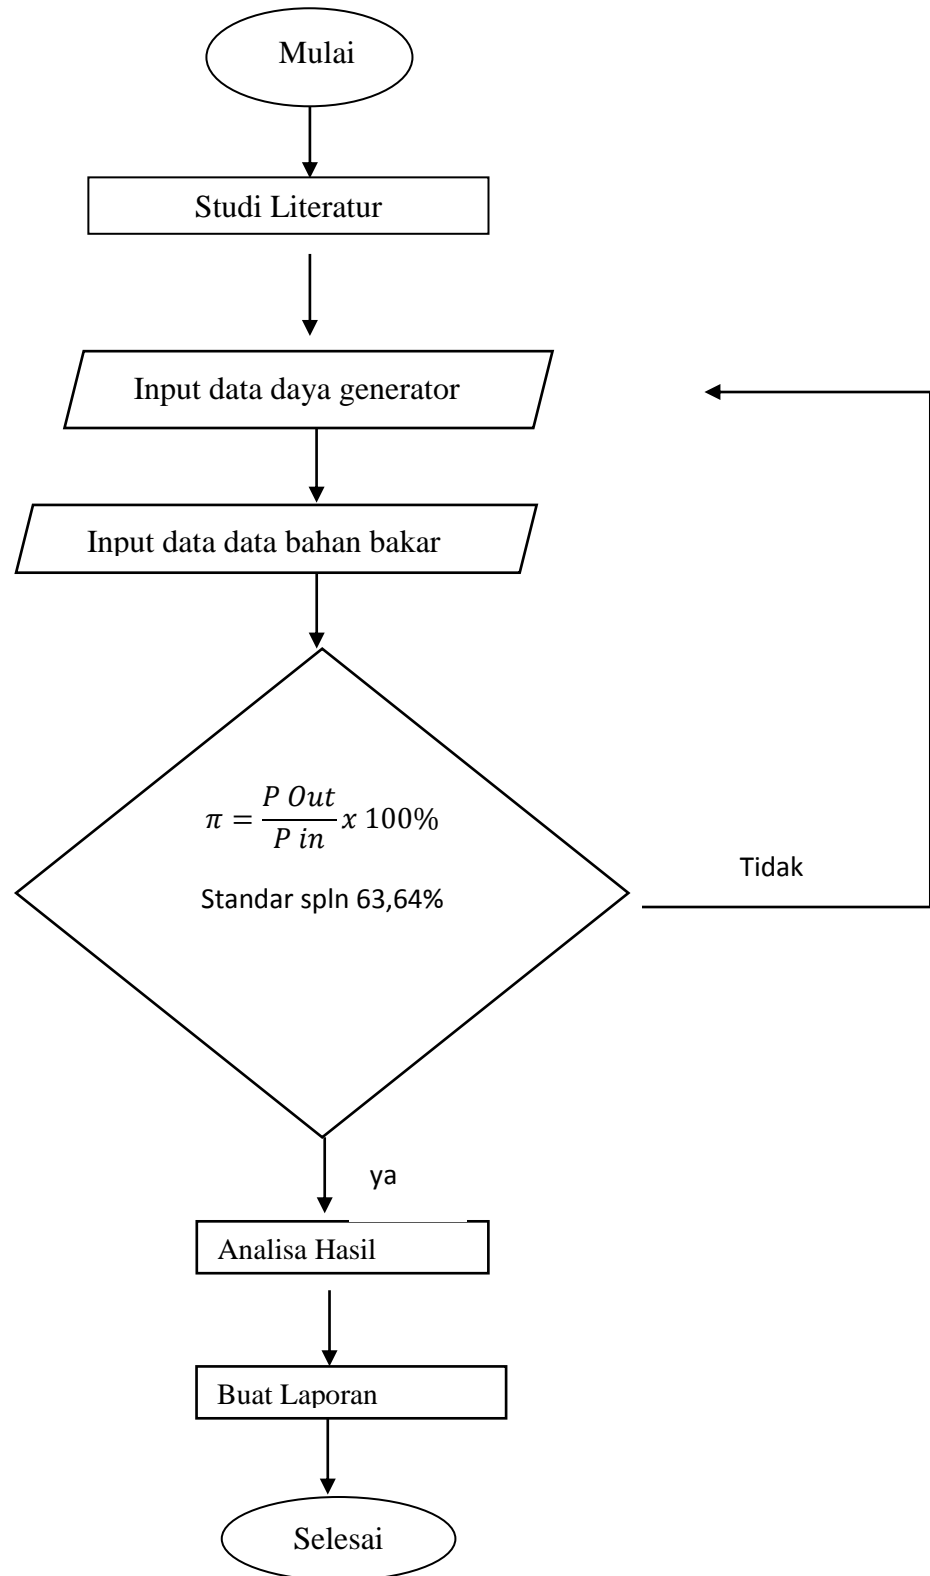 Mulai
Studi Literatur
Input data daya generator
Input data data bahan bakar
π = P Out / P in x 100%
Standar spln 63,64%
Tidak
ya
Analisa Hasil
Buat Laporan
Selesai